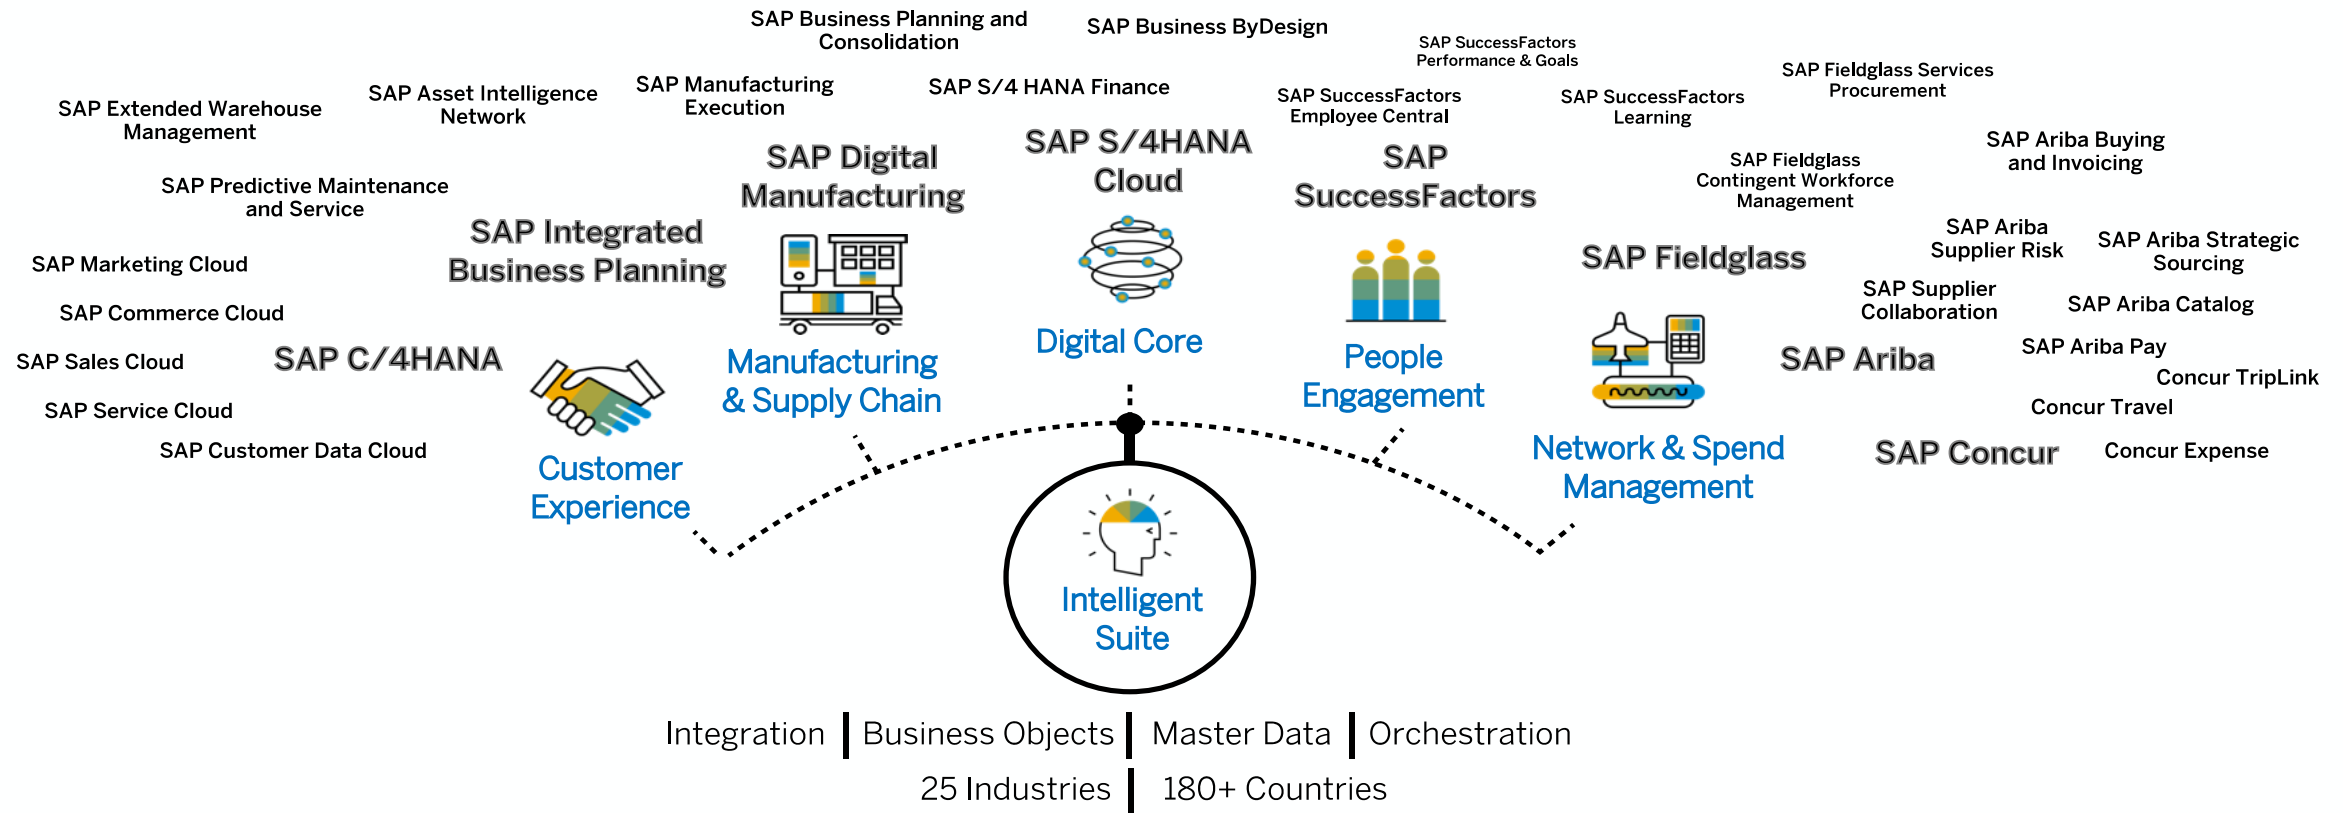 SAP Business Planning and
Consolidation
SAP Business ByDesign
SAP SuccessFactors
Performance & Goals
SAP Fieldglass Services
Procurement
SAP Extended Warehouse
Management
SAP Asset Intelligence
Network
SAP Manufacturing
Execution
SAP S/4 HANA Finance
SAP SuccessFactors
Employee Central
SAP SuccessFactors
Learning
SAP Ariba Buying
and Invoicing
SAP Predictive Maintenance
and Service
SAP Digital
Manufacturing
SAP S/4HANA
Cloud
SAP
SuccessFactors
SAP Fieldglass
Contingent Workforce
Management
SAP Integrated
Business Planning
SAP Fieldglass
SAP Ariba
Supplier Risk
SAP Ariba Strategic
Sourcing
SAP Marketing Cloud
SAP Commerce Cloud
SAP Sales Cloud
SAP Service Cloud
SAP Customer Data Cloud
SAP C/4HANA
SAP Supplier
Collaboration
SAP Ariba Catalog
SAP Ariba
SAP Ariba Pay
Concur TripLink
Concur Travel
SAP Concur
Concur Expense
Customer
Experience
Manufacturing
& Supply Chain
Digital Core
People
Engagement
Network & Spend
Management
Intelligent
Suite
Integration | Business Objects | Master Data | Orchestration
25 Industries | 180+ Countries